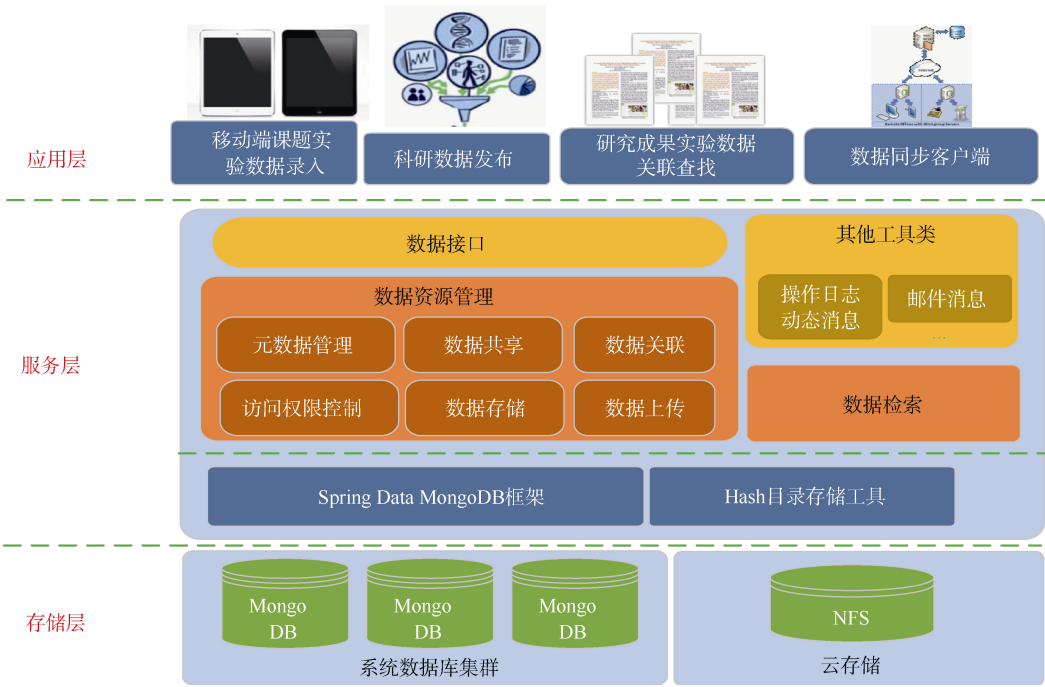 移动端课题实
验数据录入
科研数据发布
研究成果实验数据
关联查找
数据同步客户端
应用层
数据接口
其他工具类
操作日志
动态消息
邮件消息
...
数据资源管理
元数据管理
数据共享
数据关联
访问权限控制
数据存储
数据上传
数据检索
服务层
Spring Data MongoDB框架
Hash目录存储工具
存储层
Mongo
DB
Mongo
DB
Mongo
DB
系统数据库集群
NFS
云存储